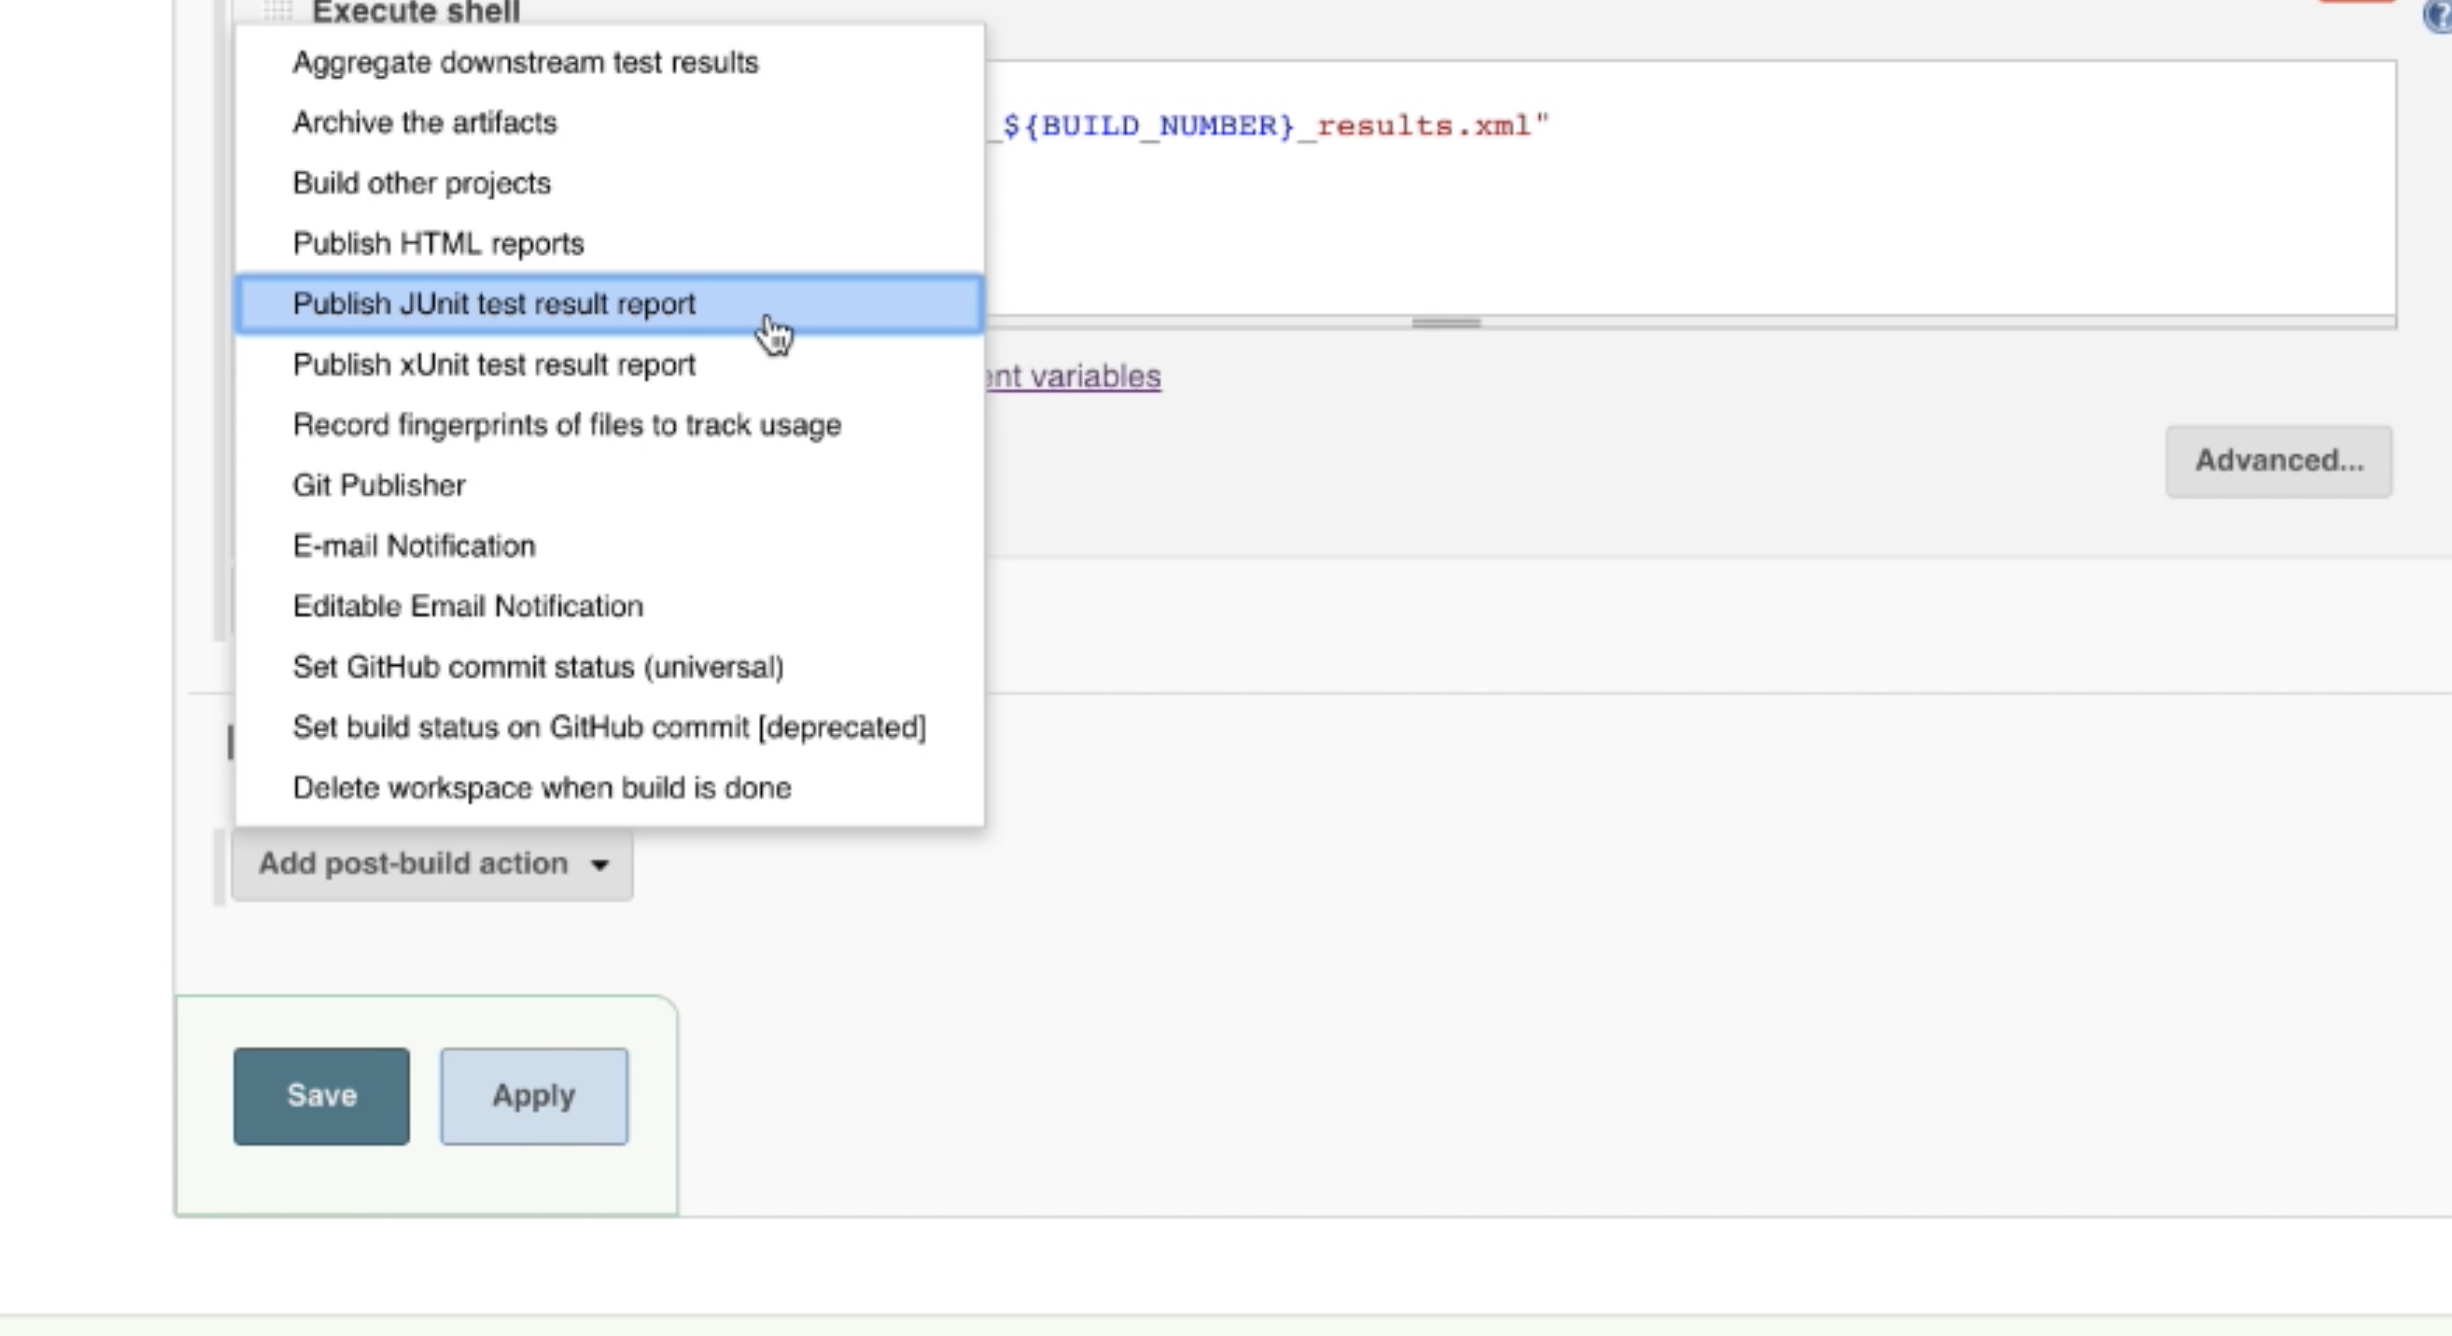 Execute shell
Aggregate downstream test results
Archive the artifacts
_${BUILD_NUMBER}_results.xml"
Build other projects
Publish HTML reports
Publish JUnit test result report
Publish xUnit test result report
ent variables
Record fingerprints of files to track usage
Advanced...
Git Publisher
E-mail Notification
Editable Email Notification
Set GitHub commit status (universal)
Set build status on GitHub commit [deprecated]
Delete workspace when build is done
Add post-build action
Save
Apply